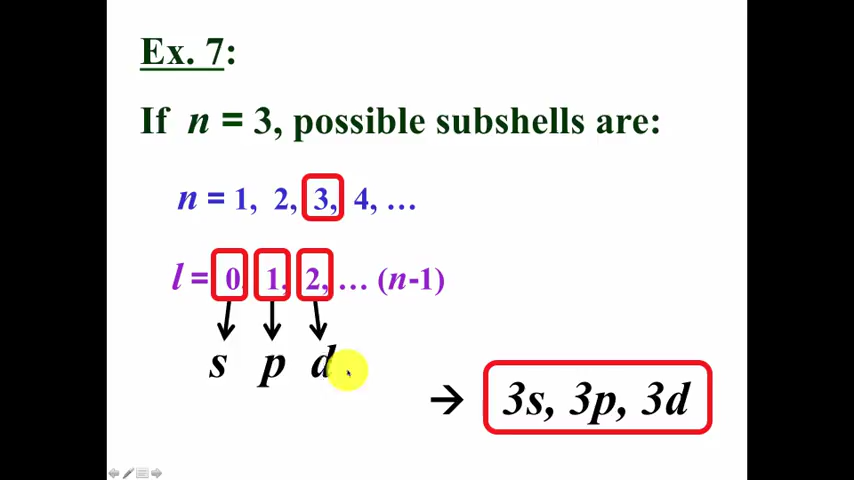 Ex. 7:
If n = 3, possible subshells are:
n = 1, 2, 3, 4, …
l = 0, 1, 2, … (n-1)
s p d
→ 3s, 3p, 3d